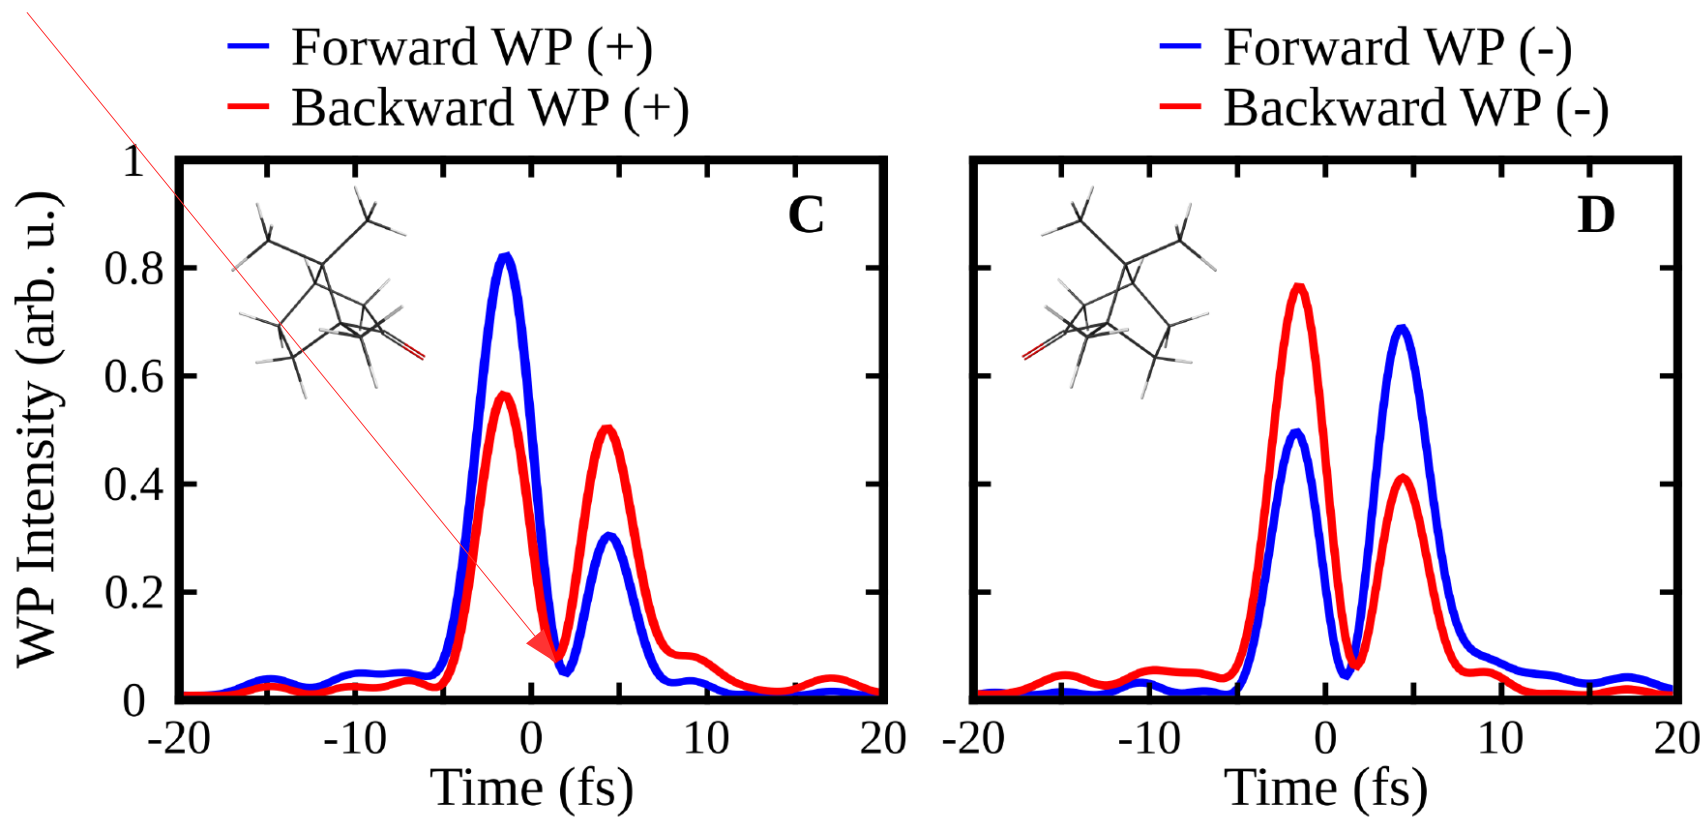 Forward WP (+)
Backward WP (+)
Forward WP (-)
Backward WP (-)
WP Intensity (arb. u.)
1
0.8
0.6
0.4
0.2
0
C
D
-20 -10 0 10 20
-20 -10 0 10 20
Time (fs)
Time (fs)